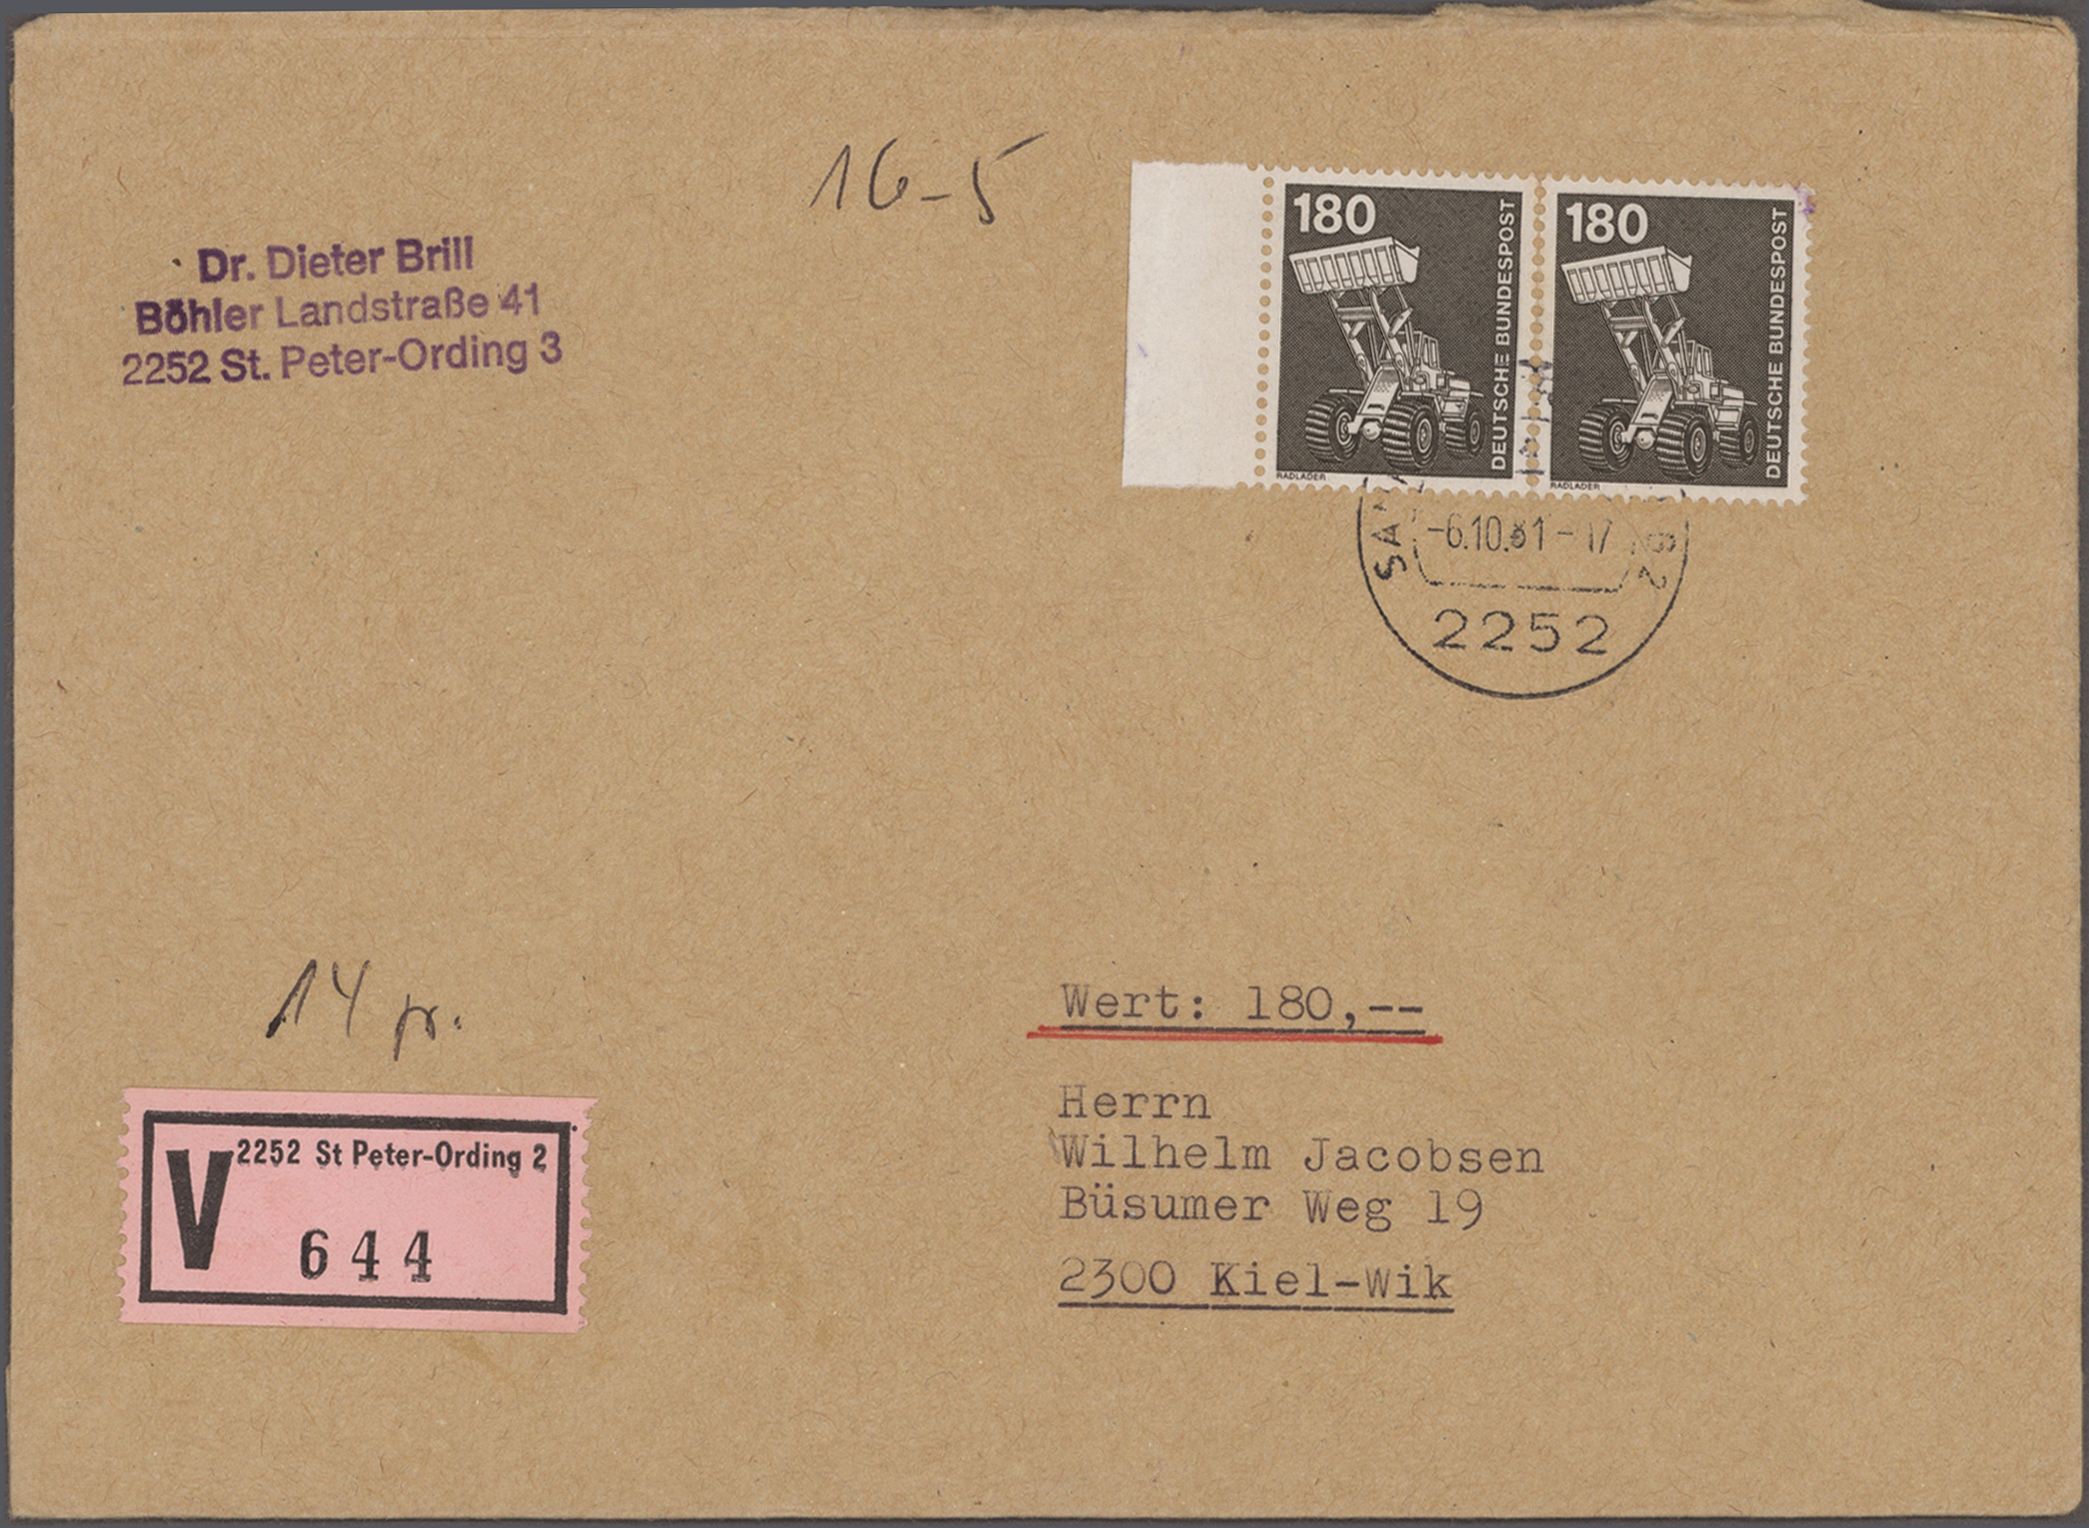 16-5
Dr. Dieter Brill
Böhler Landstraße 41
2252 St. Peter-Ording 3
180
DEUTSCHE BUNDESPOST
RADLADER
180
DEUTSCHE BUNDESPOST
RADLADER
-6.10.81-17
2252
14
Wert: 180,--
Herrn
Wilhelm Jacobsen
Büsumer Weg 19
2300 Kiel-Wik
V 2252 St Peter-Ording 2
644